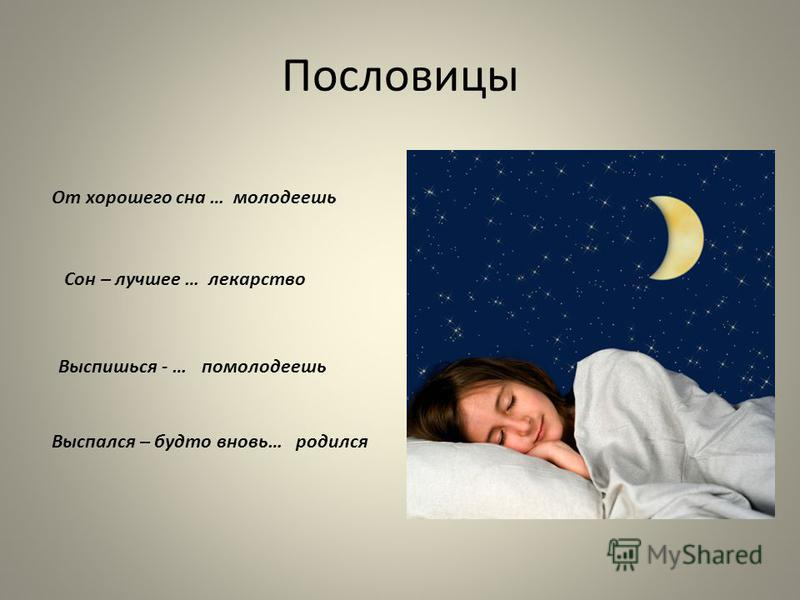 Пословицы
От хорошего сна … молодеешь
Сон – лучшее … лекарство
Выспишься - … помолодеешь
Выспался – будто вновь… родился
MyShared